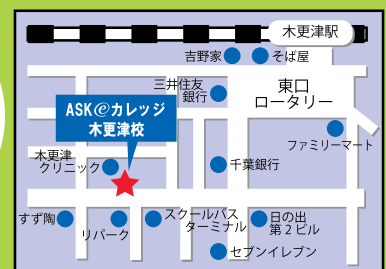 木更津駅
吉野家
そば屋
三井住友
銀行
東口
ロータリー
ASK@カレッジ
木更津校
ファミリーマート
木更津
クリニック
千葉銀行
すず陶
リパーク
スクールバス
ターミナル
日の出
第2ビル
セブンイレブン